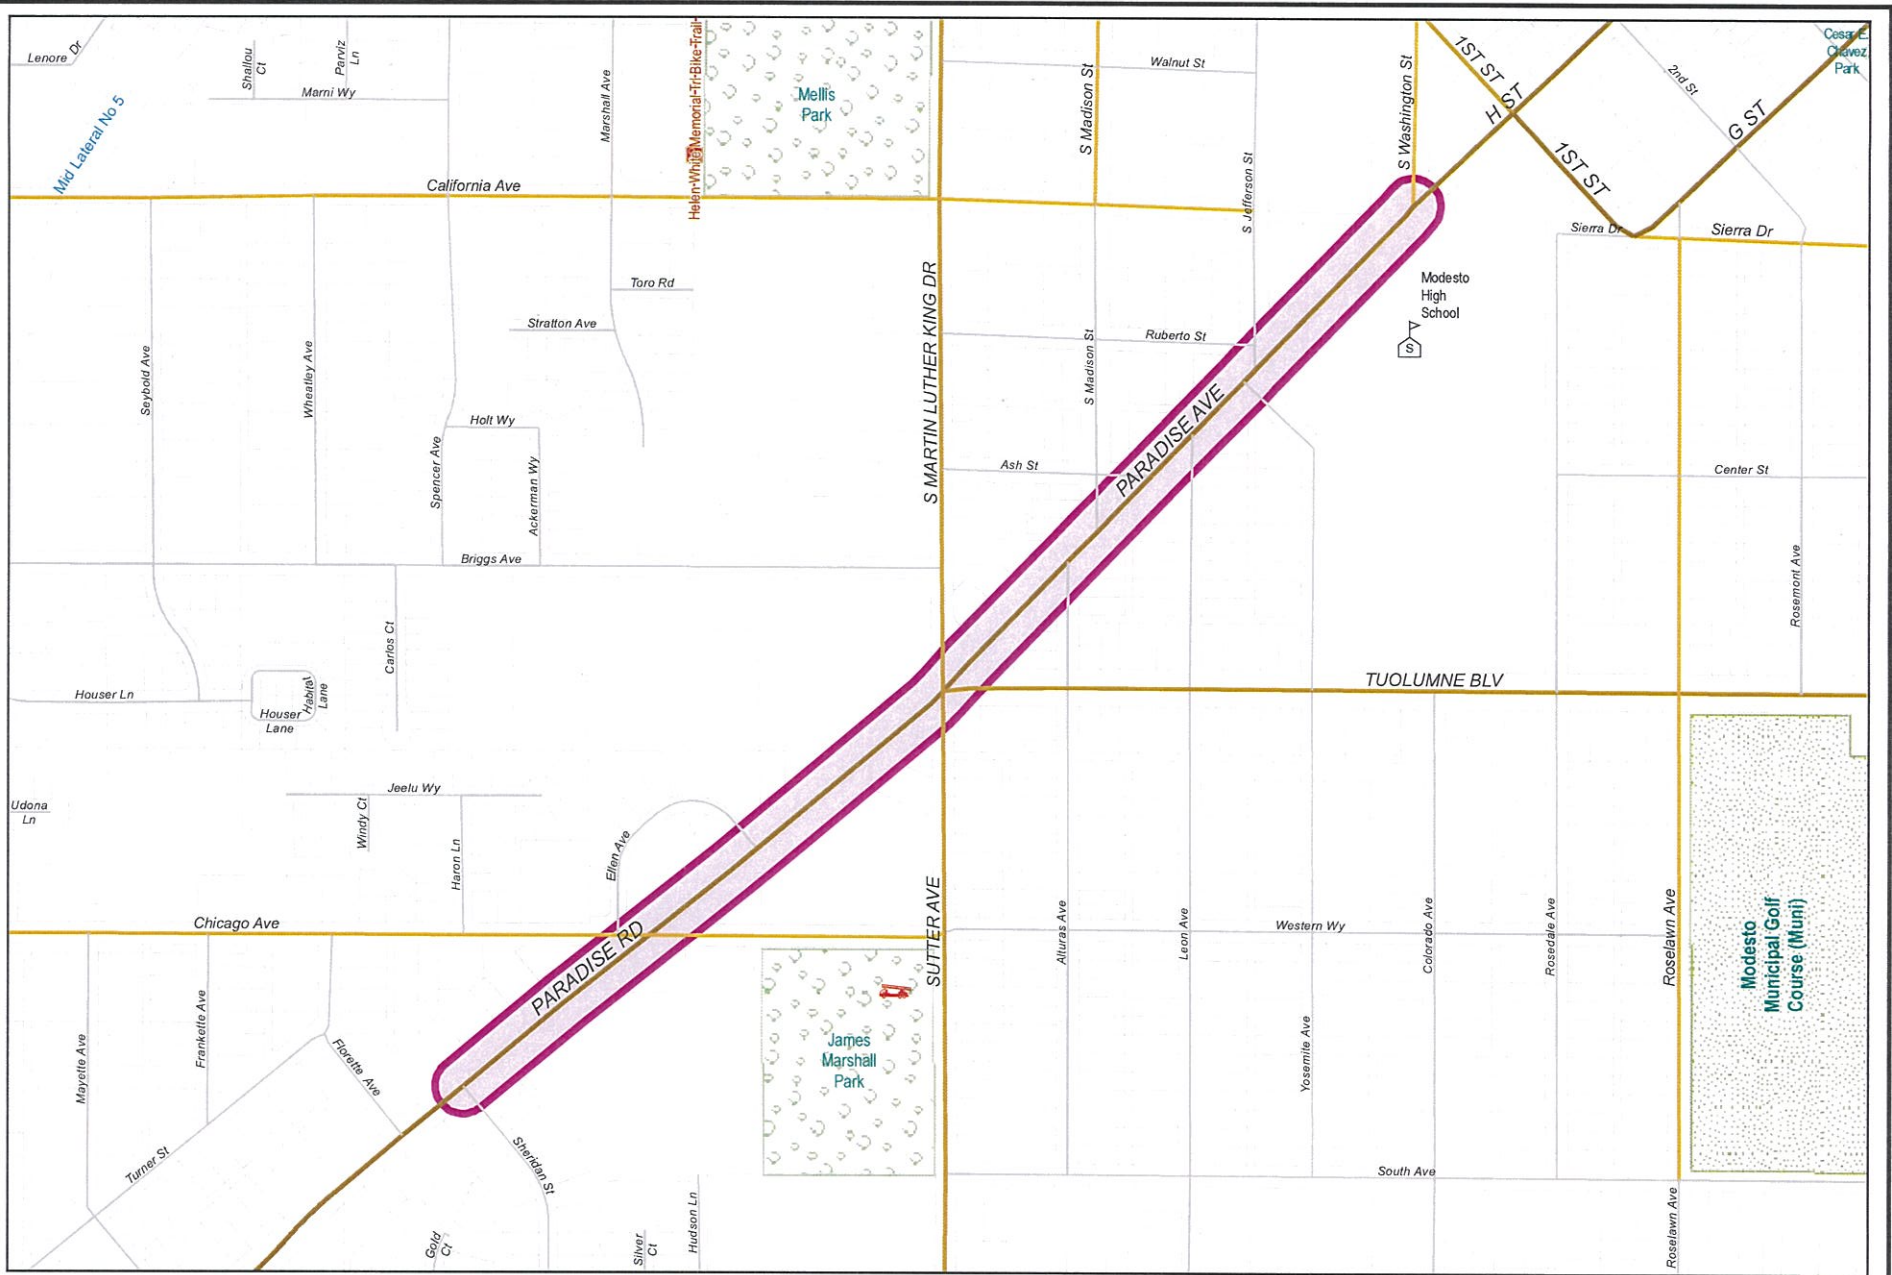 Lenore Dr
Shallou
Ct
Parviz
Ln
Marni Wy
Mid Lateral No 5
Marshall Ave
Helen-White-Memorial-Tri-Bike-Trail-
Mellis
Park
Walnut St
S Madison St
S Jefferson St
S Washington St
1ST ST
H ST
1ST ST
2nd St
G ST
Cesar E.
Chavez
Park
California Ave
Sierra Dr
Sierra Dr
Toro Rd
Stratton Ave
Seybold Ave
Wheatley Ave
Spencer Ave
Holt Wy
Ackerman Wy
S MARTIN LUTHER KING DR
Ruberto St
S Madison St
Modesto
High
School
S
PARADISE AVE
Ash St
Center St
Briggs Ave
Rosemont Ave
Carlos Ct
Houser Ln
Habitat
Lane
Houser
Lane
TUOLUMNE BLV
Jeelu Wy
Udona
Ln
Windy Ct
Haron Ln
Ellen Ave
Chicago Ave
PARADISE RD
SUTTER AVE
Alturas Ave
Leon Ave
Western Wy
Colorado Ave
Rosedale Ave
Roselawn Ave
Modesto
Municipal Golf
Course (Muni)
Mayette Ave
Frankette Ave
Florette Ave
James
Marshall
Park
Yosemite Ave
Turner St
Sheridan St
South Ave
Gold
Ct
Silver
Ct
Hudson Ln
Roselawn Ave